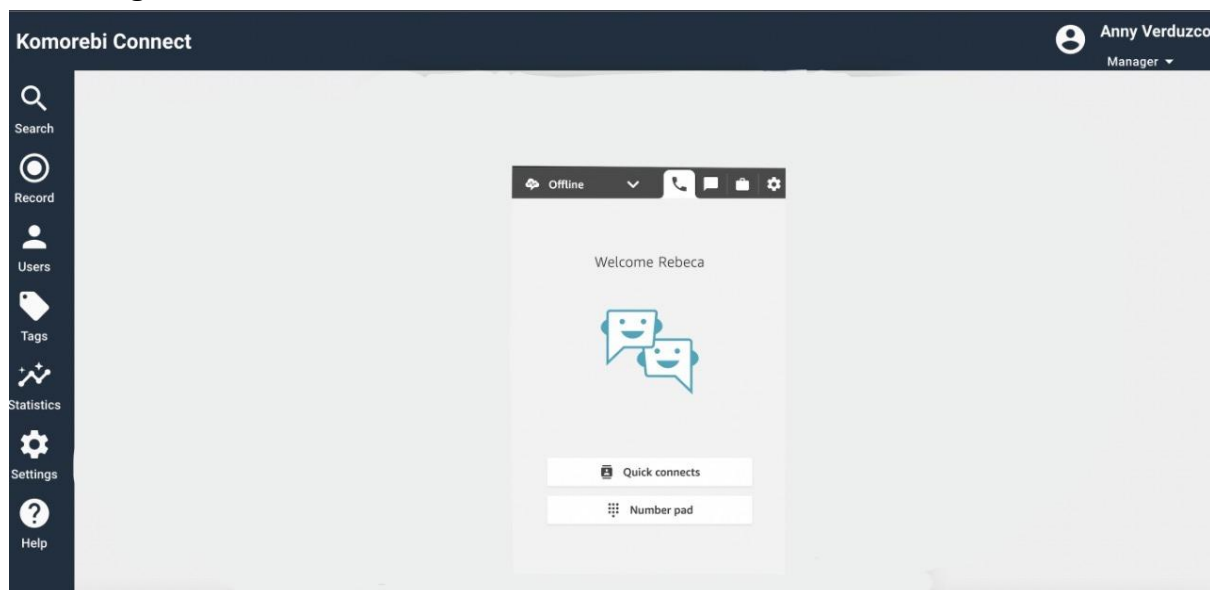 Komorebi Connect
Anny Verduzco
Manager
Search
Record
Users
Tags
Statistics
Settings
Help
Offline
Welcome Rebeca
Quick connects
Number pad